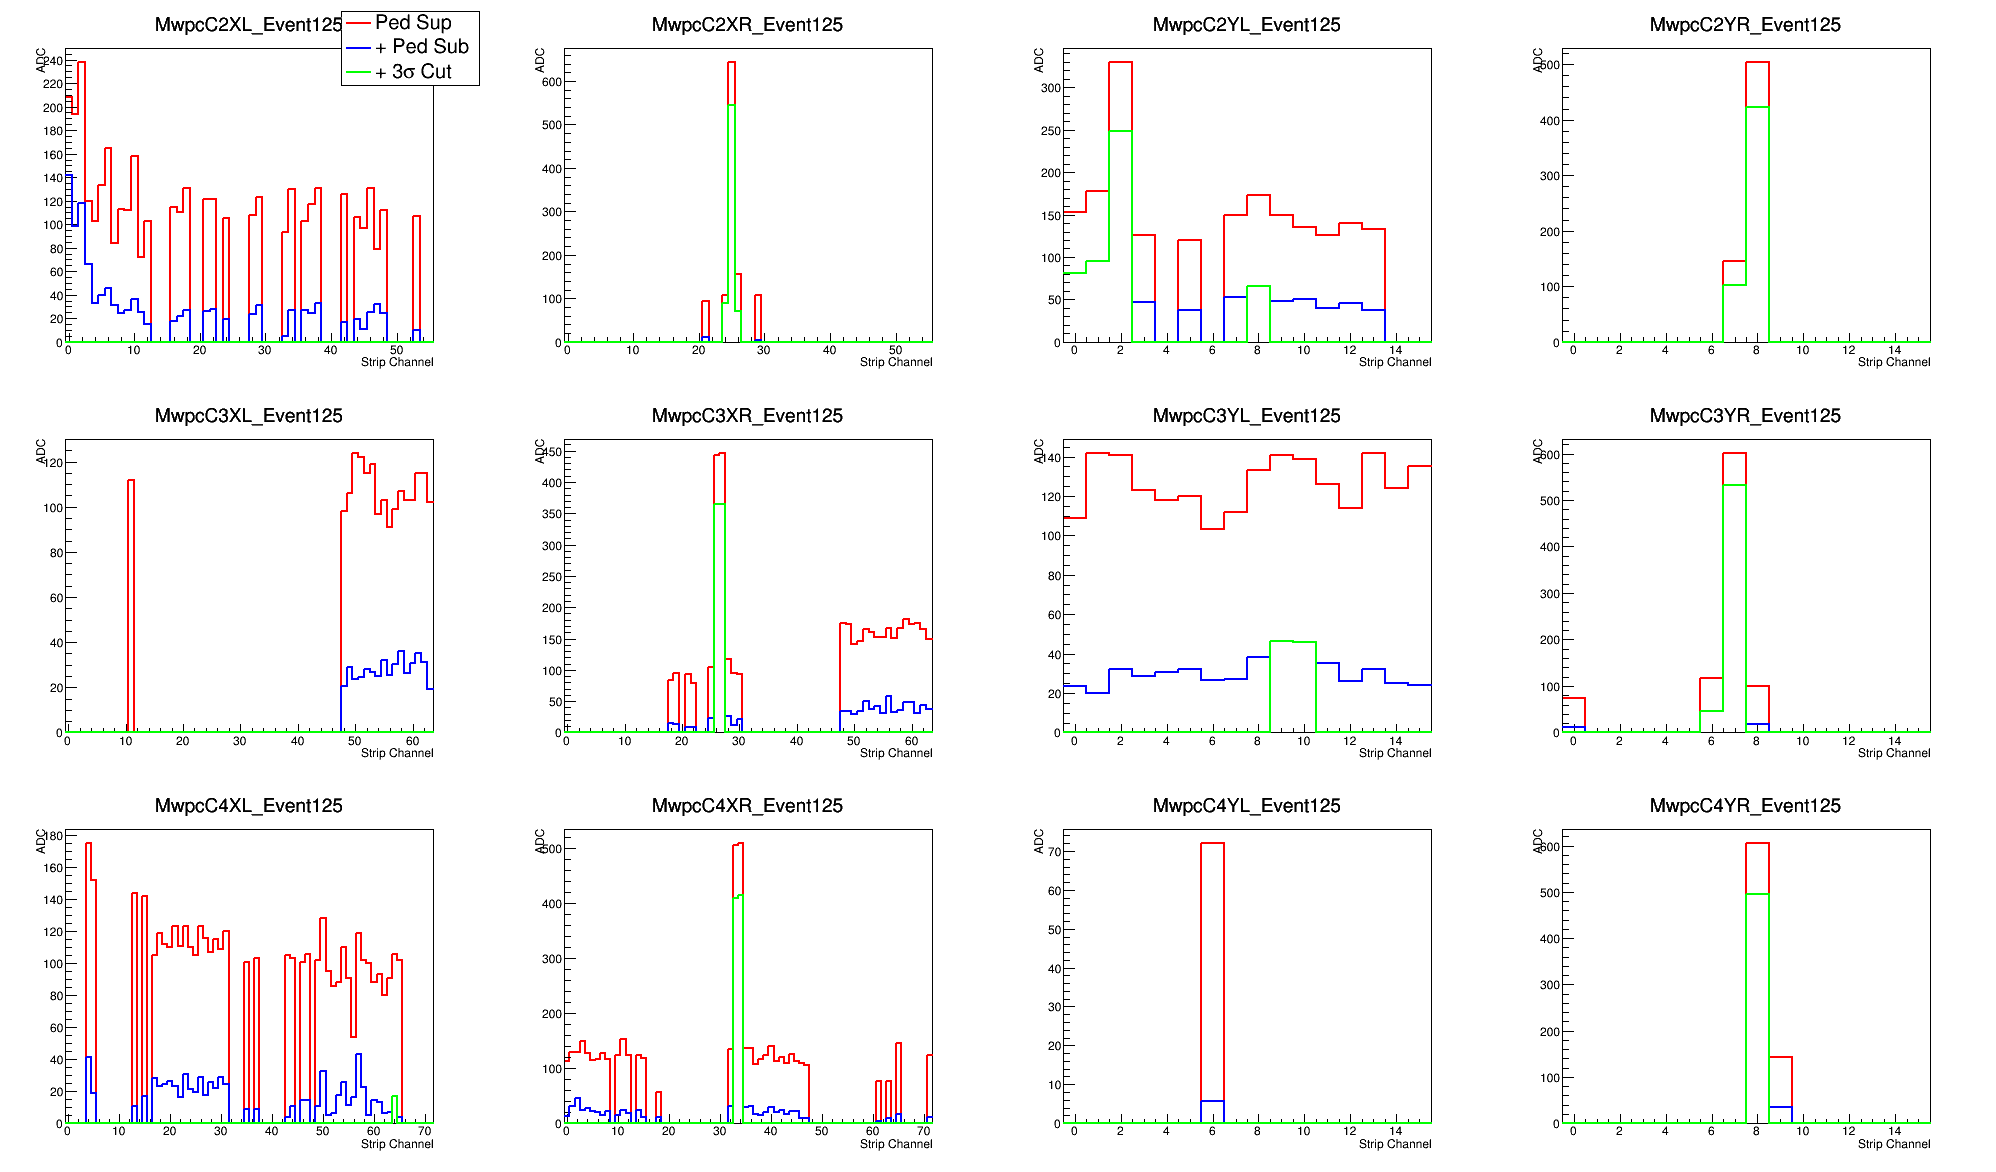 MwpcC2XL_Event125
Ped Sup
+ Ped Sub
+ 3σ Cut
ADC
240
220
200
180
160
140
120
100
80
60
40
20
0
0 10 20 30 40 50
Strip Channel
MwpcC2XR_Event125
ADC
600
500
400
300
200
100
0
0 10 20 30 40 50
Strip Channel
MwpcC2YL_Event125
ADC
300
250
200
150
100
50
0
0 2 4 6 8 10 12 14
Strip Channel
MwpcC2YR_Event125
ADC
500
400
300
200
100
0
0 2 4 6 8 10 12 14
Strip Channel
MwpcC3XL_Event125
ADC
120
100
80
60
40
20
0
0 10 20 30 40 50 60
Strip Channel
MwpcC3XR_Event125
ADC
450
400
350
300
250
200
150
100
50
0
0 10 20 30 40 50 60
Strip Channel
MwpcC3YL_Event125
ADC
140
120
100
80
60
40
20
0
0 2 4 6 8 10 12 14
Strip Channel
MwpcC3YR_Event125
ADC
600
500
400
300
200
100
0
0 2 4 6 8 10 12 14
Strip Channel
MwpcC4XL_Event125
ADC
180
160
140
120
100
80
60
40
20
0
0 10 20 30 40 50 60 70
Strip Channel
MwpcC4XR_Event125
ADC
500
400
300
200
100
0
0 10 20 30 40 50 60 70
Strip Channel
MwpcC4YL_Event125
ADC
70
60
50
40
30
20
10
0
0 2 4 6 8 10 12 14
Strip Channel
MwpcC4YR_Event125
ADC
600
500
400
300
200
100
0
0 2 4 6 8 10 12 14
Strip Channel